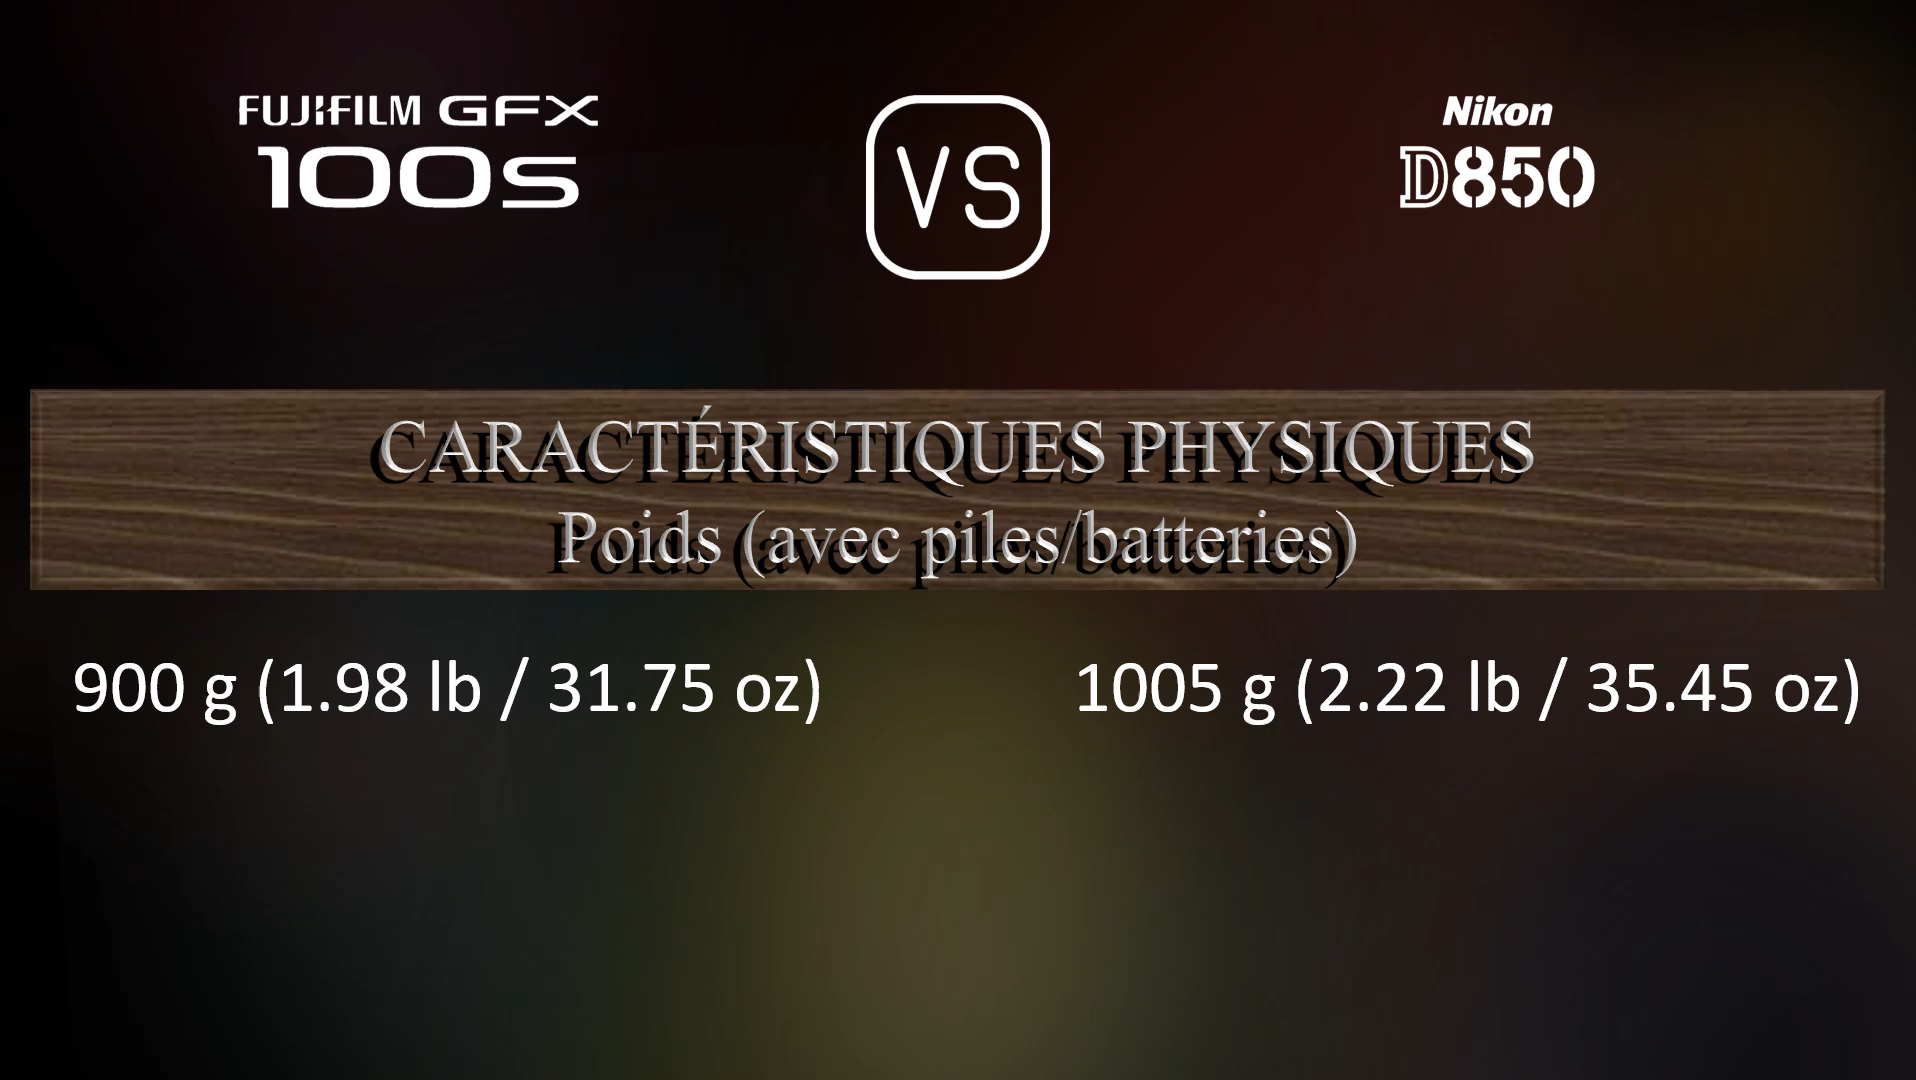 FUJIFILM GFX
100S
VS
Nikon
D850
CARACTÉRISTIQUES PHYSIQUES
Poids (avec piles/batteries)
900 g (1.98 lb / 31.75 oz)
1005 g (2.22 lb / 35.45 oz)